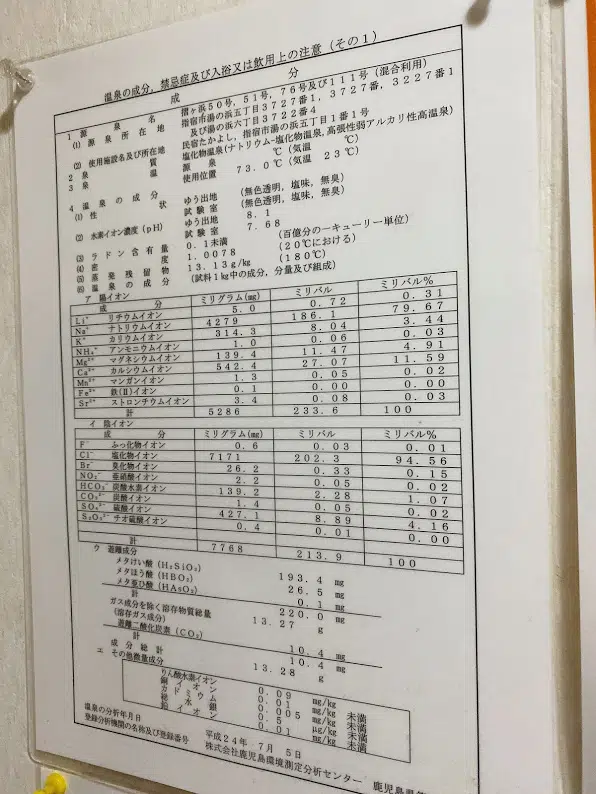 温泉の成分，禁忌症及び入浴又は飲用上の注意（その１）
成 分
１ 源 泉 名 摺ヶ浜５０号，５１号，７６号及び１１１号（混合利用）
(1) 源 泉 所 在 地 指宿市湯の浜五丁目３７２７番１，３７２７番，３２２７番１
及び湯の浜六丁目３７２２番４
(2) 使用施設名及び所在地 民宿たかよし，指宿市湯の浜五丁目１番１号
２ 泉 質 塩化物温泉（ナトリウム-塩化物温泉，高張性弱アルカリ性高温泉）
３ 泉 温 源 泉 ℃（気温 ℃）
使用位置 ７３．０℃（気温 ２３℃）
４ 温 泉 の 成 分
(1) 性 状 ゆう出地 （無色透明，塩味，無臭）
試 験 室 （無色透明，塩味，無臭）
(2) 水素イオン濃度（ｐＨ） ゆう出地 ８．１
試 験 室 ７．６８
(3) ラ ド ン 含 有 量 ０．１未満 （百億分の一キューリー単位）
(4) 密 度 １．００７８ （２０℃における）
(5) 蒸 発 残 留 物 １３．１３ｇ/ｋｇ （１８０℃）
(6) 温 泉 の 成 分 （試料１㎏中の成分，分量及び組成）
ア 陽イオン
成 分 ミリグラム(mg) ミリバル ミリバル％
Li⁺ リチウムイオン ５．０ ０．７２ ０．３１
Na⁺ ナトリウムイオン ４２７９ １８６．１ ７９．６７
K⁺ カリウムイオン ３１４．３ ８．０４ ３．４４
NH₄⁺ アンモニウムイオン １．０ ０．０６ ０．０３
Mg²⁺ マグネシウムイオン １３９．４ １１．４７ ４．９１
Ca²⁺ カルシウムイオン ５４２．４ ２７．０７ １１．５９
Mn²⁺ マンガンイオン １．３ ０．０５ ０．０２
Fe²⁺ 鉄(Ⅱ)イオン ０．１ ０．００ ０．００
Sr²⁺ ストロンチウムイオン ３．４ ０．０８ ０．０３
計 ５２８６ ２３３．６ １００
イ 陰イオン
成 分 ミリグラム(mg) ミリバル ミリバル％
F⁻ ふっ化物イオン ０．６ ０．０３ ０．０１
Cl⁻ 塩化物イオン ７１７１ ２０２．３ ９４．５６
Br⁻ 臭化物イオン ２６．２ ０．３３ ０．１５
NO₂⁻ 亜硝酸イオン ２．２ ０．０５ ０．０２
HCO₃⁻ 炭酸水素イオン １３９．２ ２．２８ １．０７
CO₃²⁻ 炭酸イオン １．４ ０．０５ ０．０２
SO₄²⁻ 硫酸イオン ４２７．１ ８．８９ ４．１６
S₂O₃²⁻ チオ硫酸イオン ０．４ ０．０１ ０．００
計 ７７６８ ２１３．９ １００
ウ 遊離成分
メタけい酸（H₂SiO₃） １９３．４ mg
メタほう酸（HBO₂） ２６．５ mg
メタ亜ひ酸（HAsO₂） ０．１ mg
計 ２２０．０ mg
ガス成分を除く溶存物質総量 １３．２７ g
（溶存ガス成分）
遊離二酸化炭素（CO₂） １０．４ mg
計 １０．４ mg
成 分 総 計 １３．２８ g
エ その他微量成分
りん酸水素イオン ０．０９ mg/kg
銅 イ オ ン ０．０１ mg/kg 未満
カ ド ミ ウ ム ０．００５ mg/kg 未満
総 水 銀 ０．５ μg/kg 未満
鉛 イ オ ン ０．０１ mg/kg 未満
温泉の分析年月日 平成２４年 ７月 ５日
登録分析機関の名称及び登録番号 株式会社鹿児島環境測定分析センター 鹿児島県